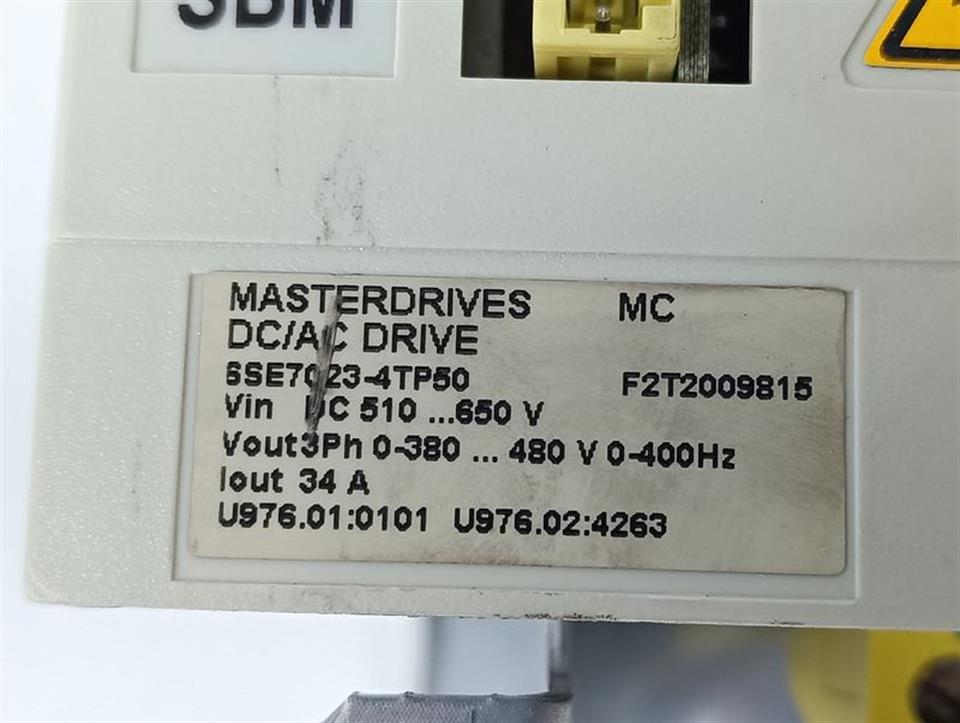 SBM
MASTERDRIVES MC
DC/AC DRIVE
6SE7023-4TP50 F2T2009815
Vin DC 510 ...650 V
Vout3Ph 0-380 ... 480 V 0-400Hz
Iout 34 A
U976.01:0101 U976.02:4263